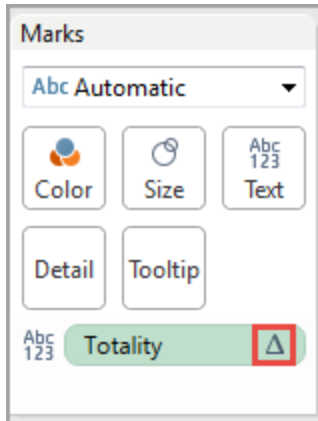 Marks
Abc Automatic
Abc
123
Color Size Text
Detail Tooltip
Abc
123
Totality Δ